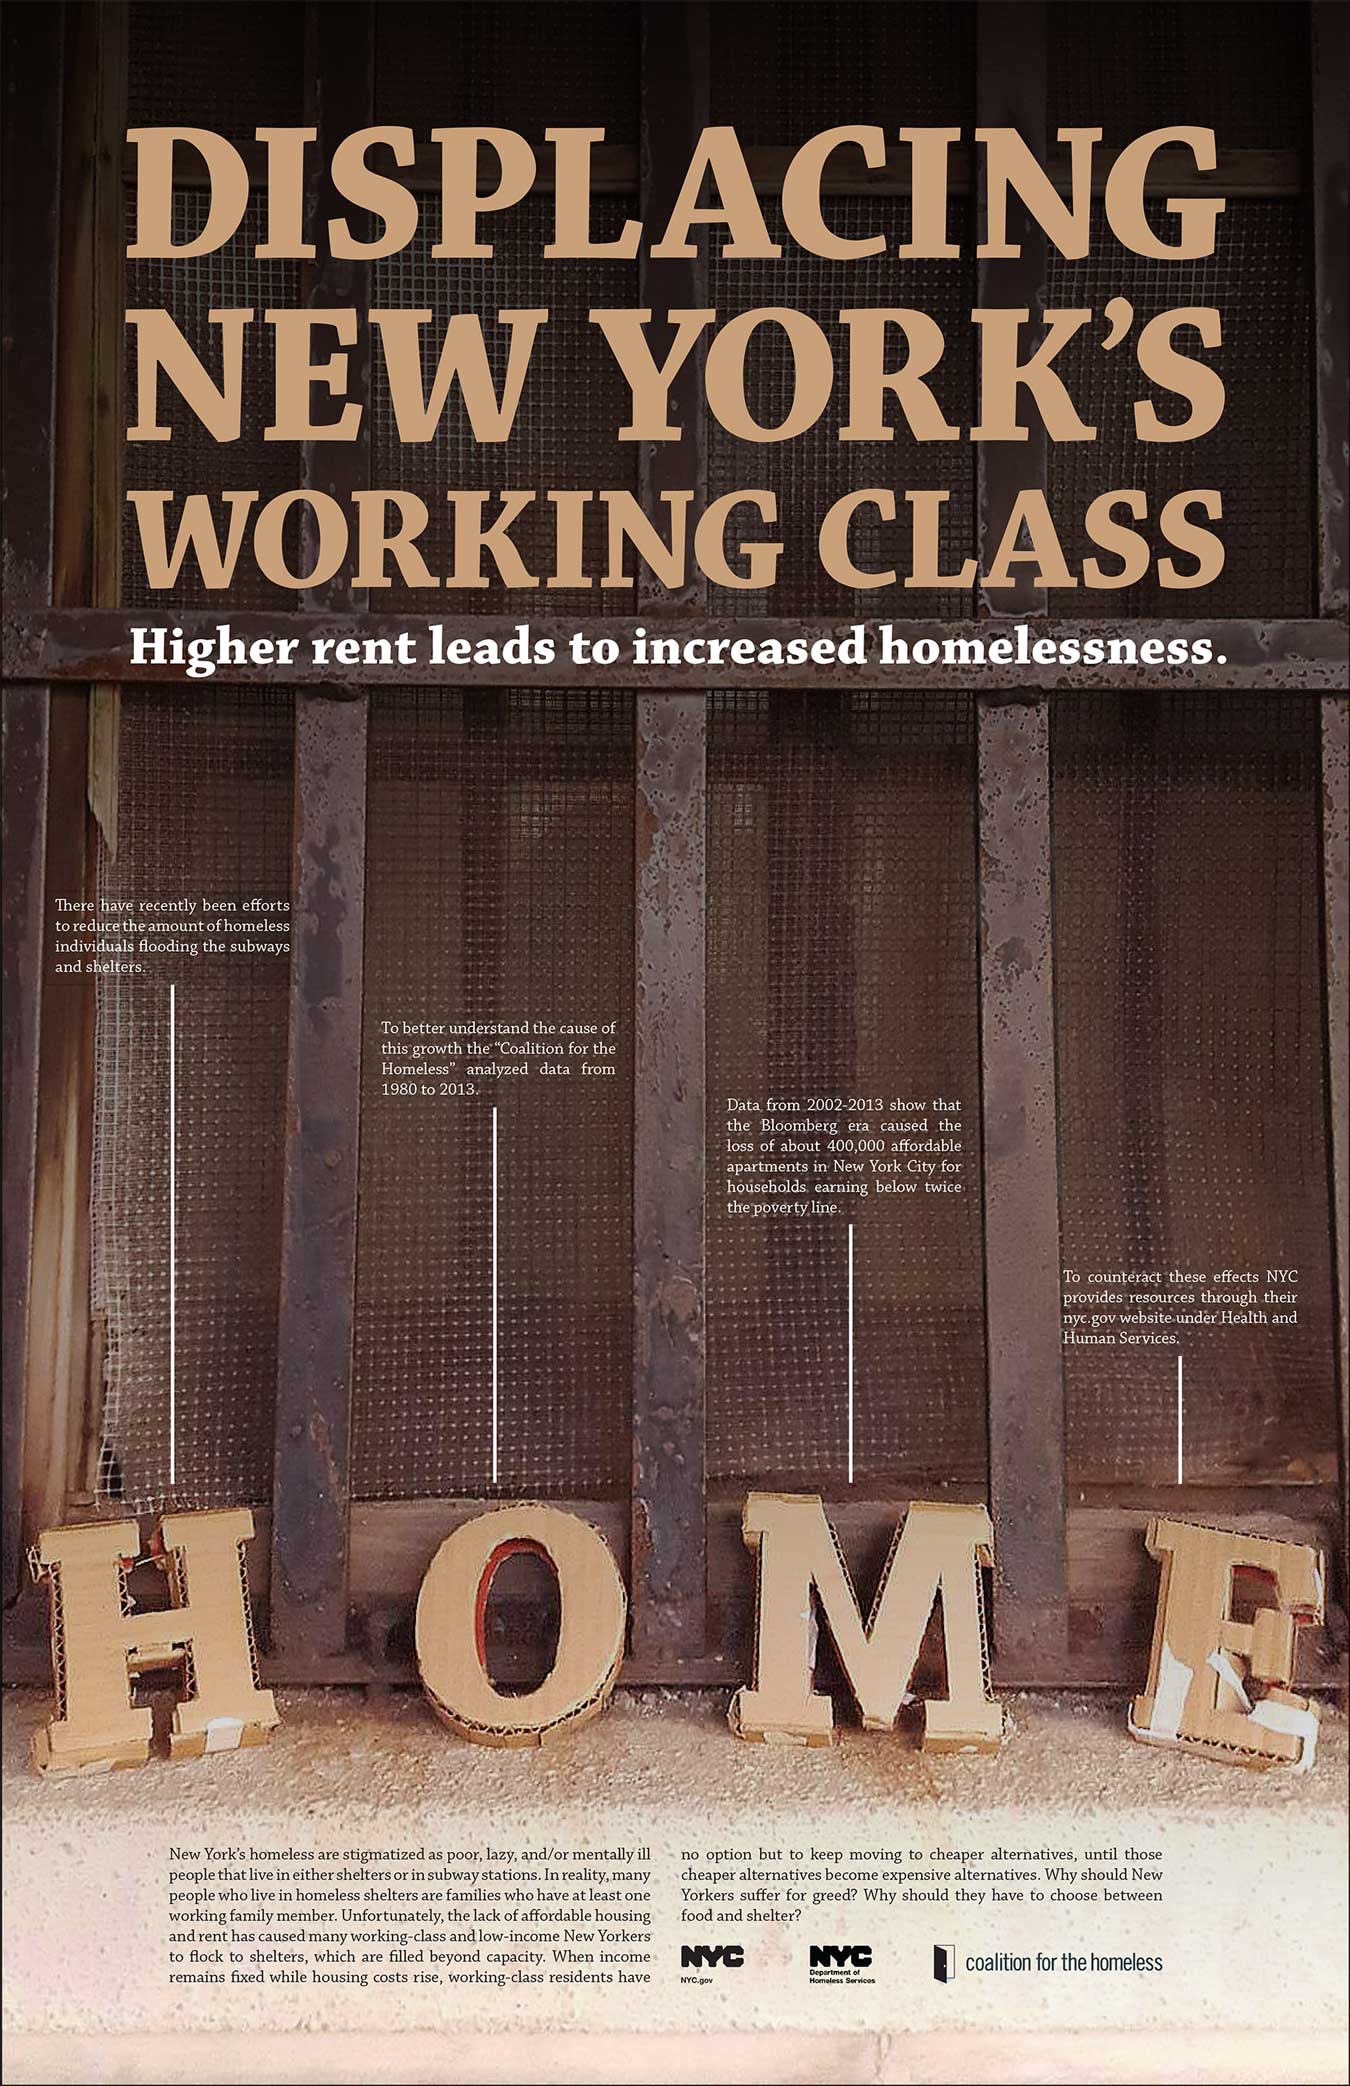 DISPLACING
NEW YORK'S
WORKING CLASS
Higher rent leads to increased homelessness.
There have recently been efforts
to reduce the amount of homeless
individuals flooding the subways
and shelters.
To better understand the cause of
this growth the “Coalition for the
Homeless” analyzed data from
1980 to 2013.
Data from 2002-2013 show that
the Bloomberg era caused the
loss of about 400,000 affordable
apartments in New York City for
households earning below twice
the poverty line.
To counteract these effects NYC
provides resources through their
nyc.gov website under Health and
Human Services.
HOME
New York's homeless are stigmatized as poor, lazy, and/or mentally ill
people that live in either shelters or in subway stations. In reality, many
people who live in homeless shelters are families who have at least one
working family member. Unfortunately, the lack of affordable housing
and rent has caused many working-class and low-income New Yorkers
to flock to shelters, which are filled beyond capacity. When income
remains fixed while housing costs rise, working-class residents have
no option but to keep moving to cheaper alternatives, until those
cheaper alternatives become expensive alternatives. Why should New
Yorkers suffer for greed? Why should they have to choose between
food and shelter?
NYC
NYC.gov
NYC
Department of
Homeless Services
coalition for the homeless